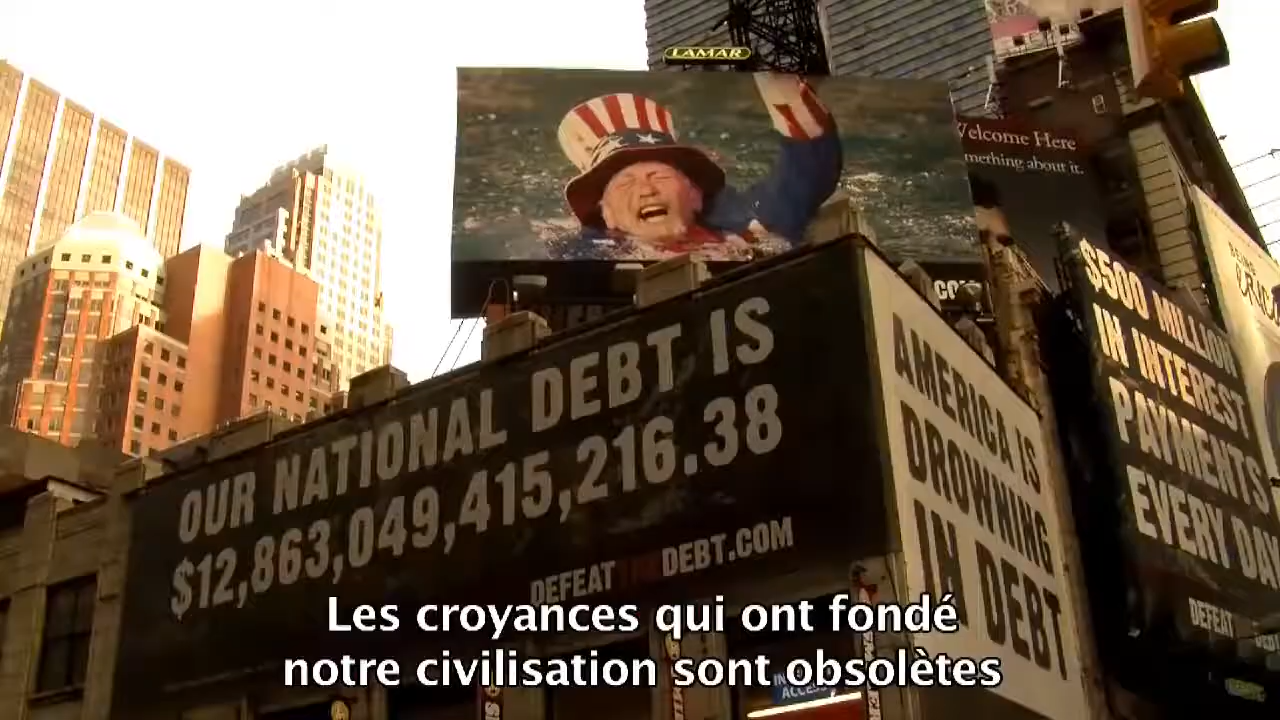 LAMAR
Welcome Here
mething about it.
OUR NATIONAL DEBT IS
$12,863,049,415,216.38
DEFEAT THE DEBT.COM
AMERICA IS
DROWNING
IN DEBT
$500 MILLION
IN INTEREST
PAYMENTS
EVERY DAY
DEFEAT
Les croyances qui ont fondé
notre civilisation sont obsolètes